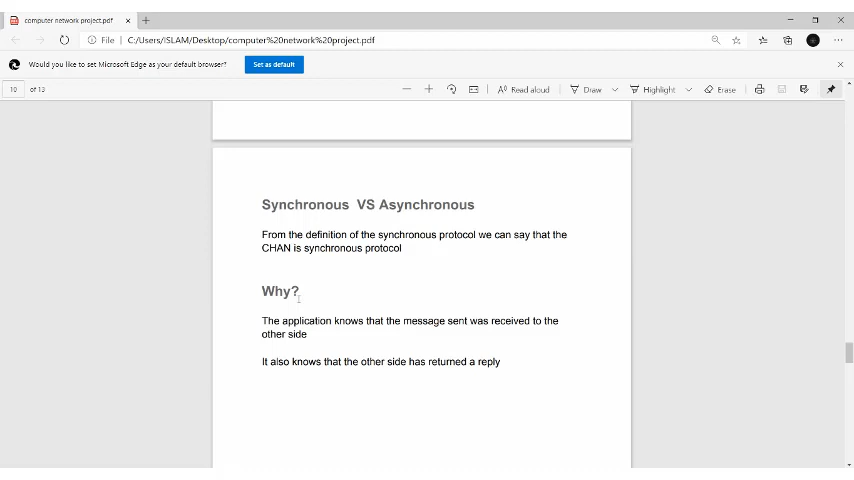 computer network project.pdf
File
C:/Users/ISLAM/Desktop/computer%20network%20project.pdf
Would you like to set Microsoft Edge as your default browser?
Set as default
10 of 13
Read aloud
Draw
Highlight
Erase
Synchronous VS Asynchronous
From the definition of the synchronous protocol we can say that the
CHAN is synchronous protocol
Why?
The application knows that the message sent was received to the
other side
It also knows that the other side has returned a reply